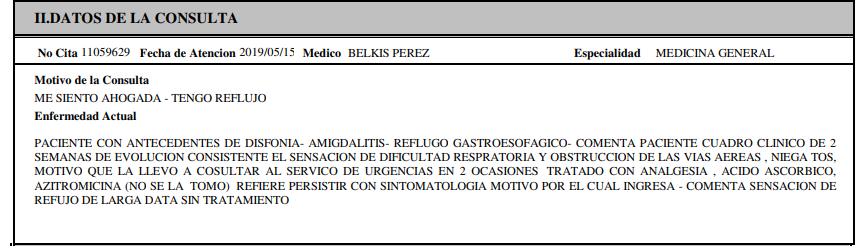 II.DATOS DE LA CONSULTA
No Cita 11059629 Fecha de Atencion 2019/05/15 Medico BELKIS PEREZ Especialidad MEDICINA GENERAL
Motivo de la Consulta
ME SIENTO AHOGADA - TENGO REFLUJO
Enfermedad Actual
PACIENTE CON ANTECEDENTES DE DISFONIA- AMIGDALITIS- REFLUGO GASTROESOFAGICO- COMENTA PACIENTE CUADRO CLINICO DE 2
SEMANAS DE EVOLUCION CONSISTENTE EL SENSACION DE DIFICULTAD RESPRATORIA Y OBSTRUCCION DE LAS VIAS AEREAS , NIEGA TOS,
MOTIVO QUE LA LLEVO A COSULTAR AL SERVICO DE URGENCIAS EN 2 OCASIONES TRATADO CON ANALGESIA , ACIDO ASCORBICO,
AZITROMICINA (NO SE LA TOMO) REFIERE PERSISTIR CON SINTOMATOLOGIA MOTIVO POR EL CUAL INGRESA - COMENTA SENSACION DE
REFUJO DE LARGA DATA SIN TRATAMIENTO